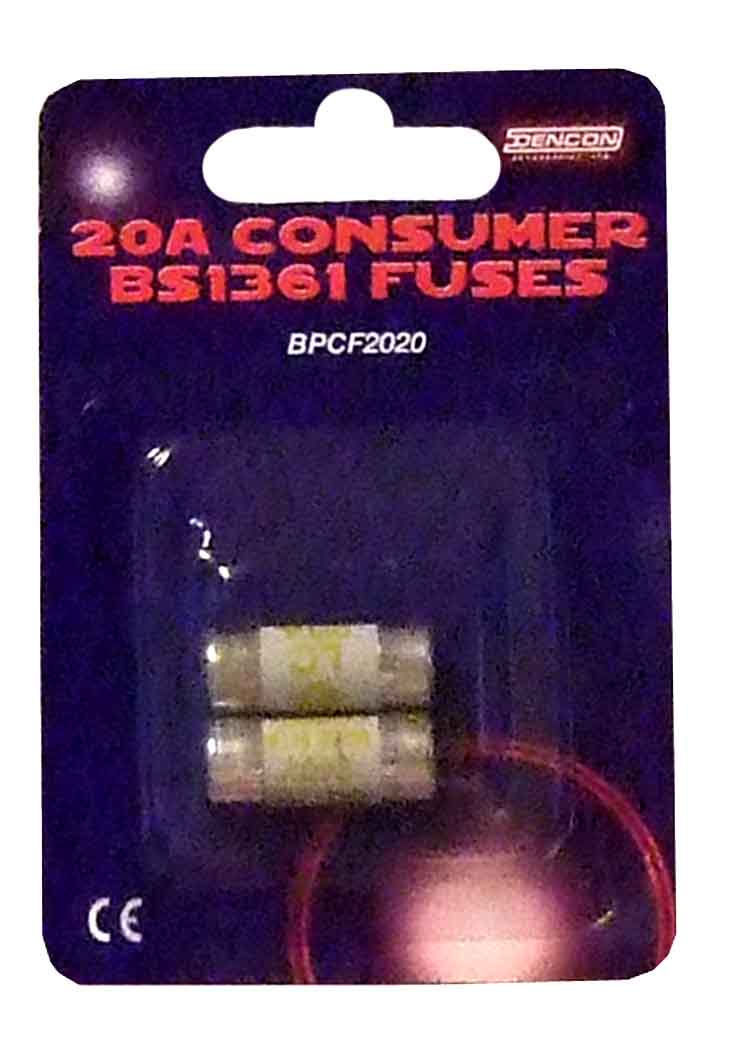 DENCON
20A CONSUMER
BS1361 FUSES
BPCF2020
CE